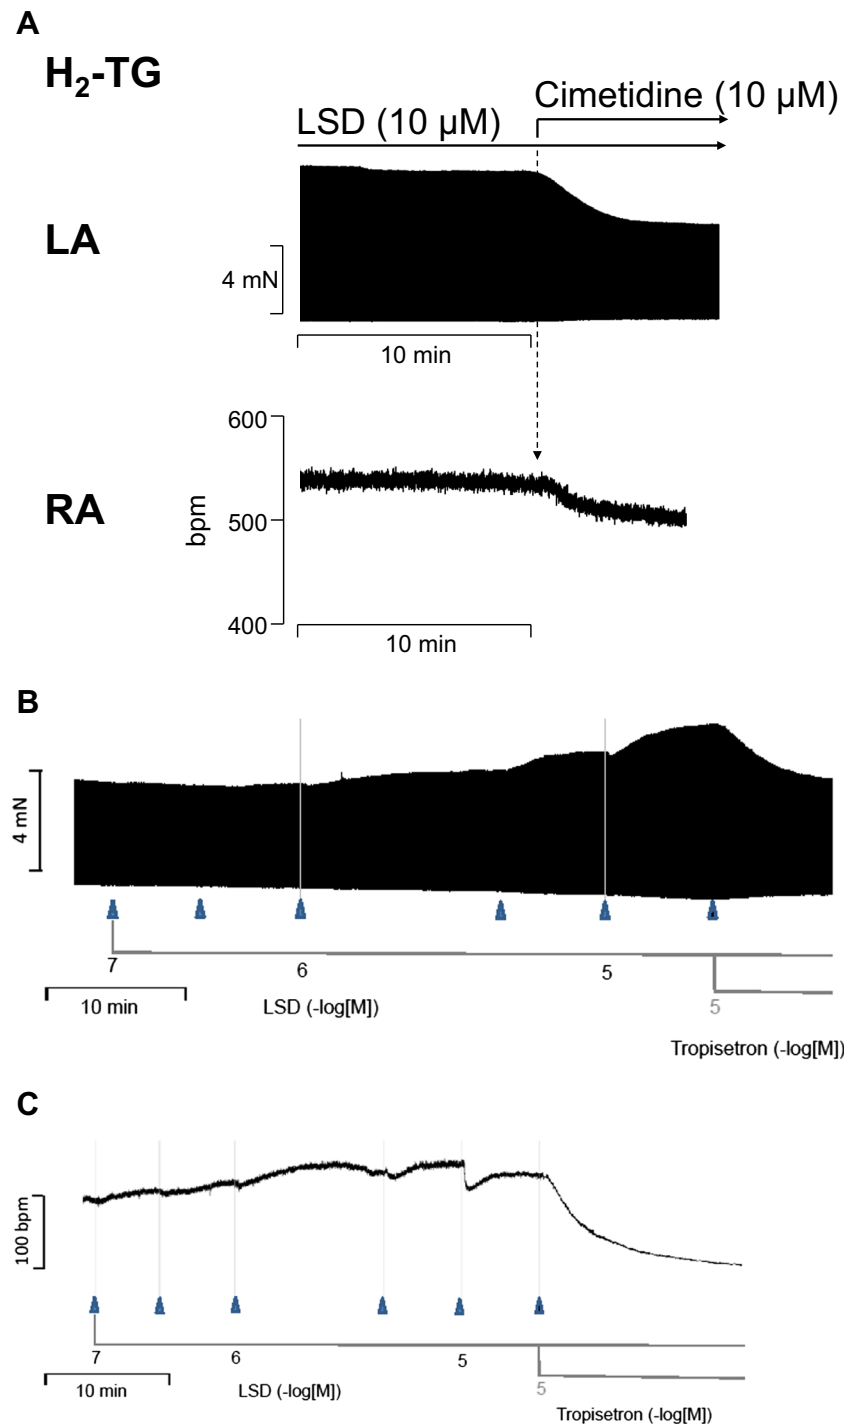 A
H₂-TG
Cimetidine (10 µM)
LSD (10 µM)
LA
4 mN
10 min
600
RA
bpm
500
400
10 min
B
4 mN
7
6
5
10 min
LSD (-log[M])
5
Tropisetron (-log[M])
C
100 bpm
7
6
5
10 min
LSD (-log[M])
5
Tropisetron (-log[M])